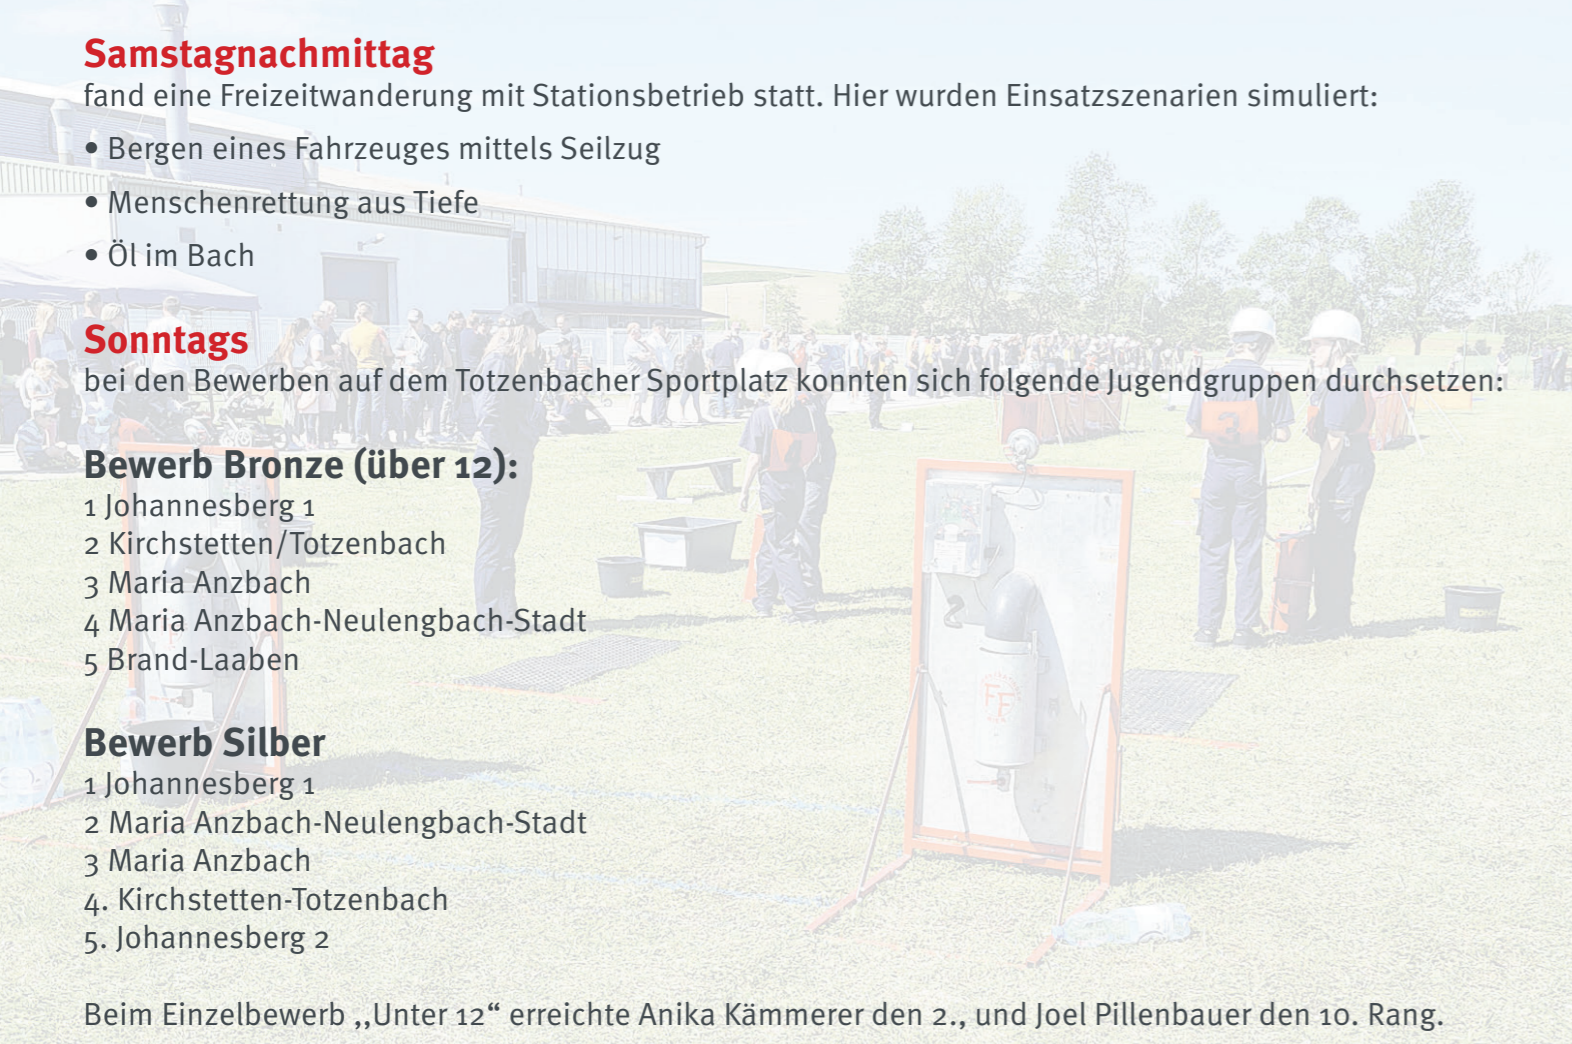 Samstagnachmittag
fand eine Freizeitwanderung mit Stationsbetrieb statt. Hier wurden Einsatzszenarien simuliert:
• Bergen eines Fahrzeuges mittels Seilzug
• Menschenrettung aus Tiefe
• Öl im Bach
Sonntags
bei den Bewerben auf dem Totzenbacher Sportplatz konnten sich folgende Jugendgruppen durchsetzen:
Bewerb Bronze (über 12):
1 Johannesberg 1
2 Kirchstetten/Totzenbach
3 Maria Anzbach
4 Maria Anzbach-Neulengbach-Stadt
5 Brand-Laaben
Bewerb Silber
1 Johannesberg 1
2 Maria Anzbach-Neulengbach-Stadt
3 Maria Anzbach
4. Kirchstetten-Totzenbach
5. Johannesberg 2
Beim Einzelbewerb ,,Unter 12“ erreichte Anika Kämmerer den 2., und Joel Pillenbauer den 10. Rang.
3
2
FF